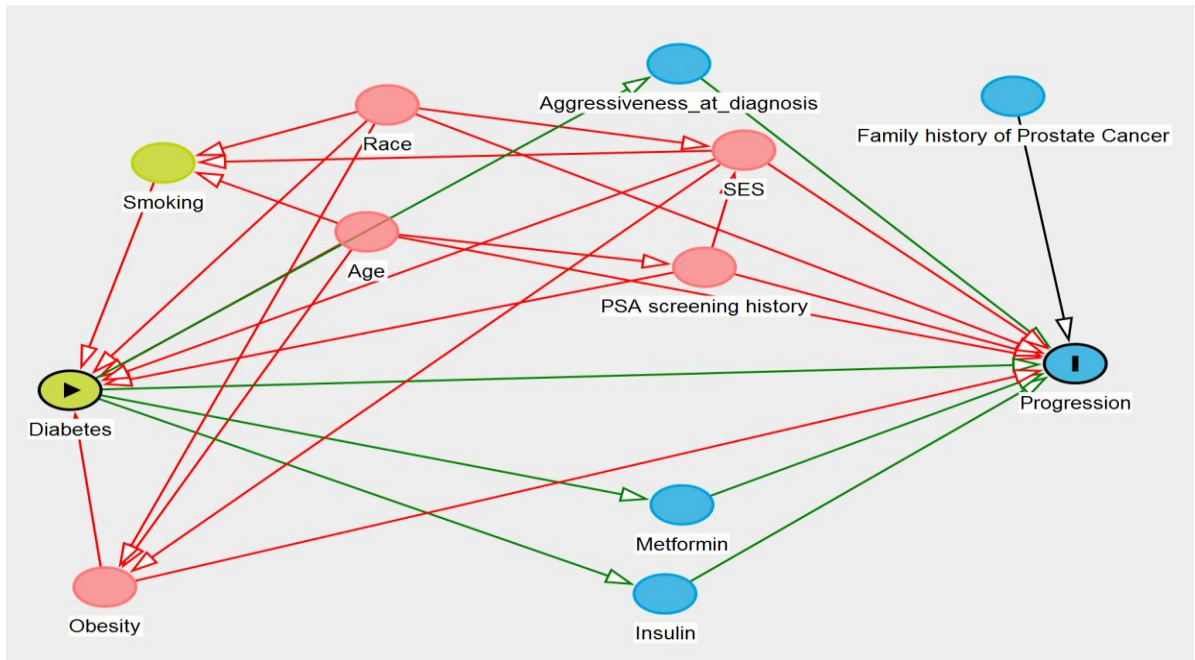 Aggressiveness_at_diagnosis
Family history of Prostate Cancer
Race
SES
Smoking
Age
PSA screening history
Progression
Diabetes
Metformin
Obesity
Insulin